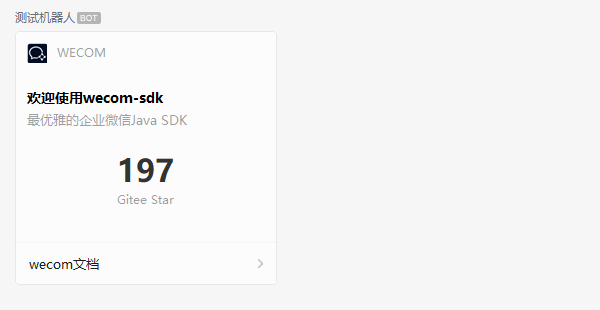 测试机器人 BOT
WECOM
欢迎使用wecom-sdk
最优雅的企业微信Java SDK
197
Gitee Star
wecom文档